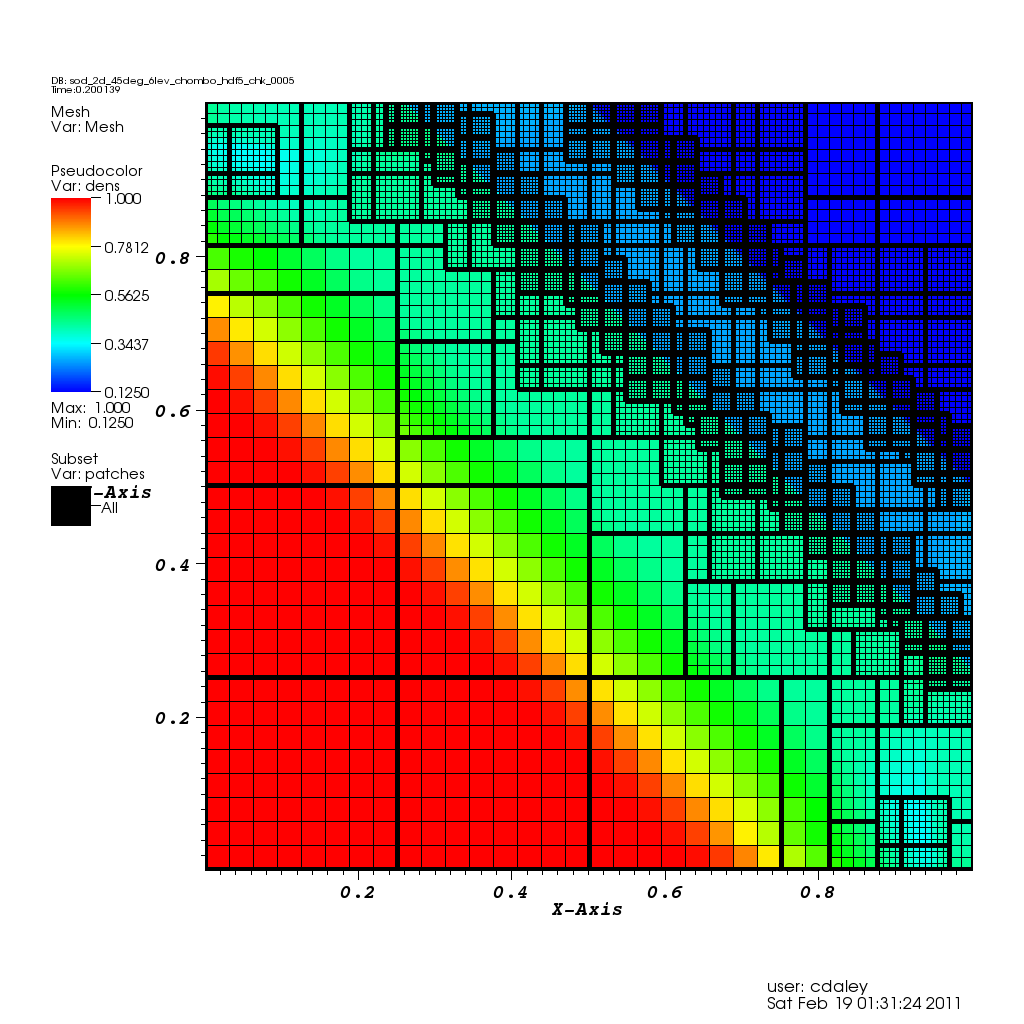 DB: sod_2d_45deg_6lev_chombo_hdf5_chk_0005
Time:0.200139
Mesh
Var: Mesh
Pseudocolor
Var: dens
1.000
0.7812
0.5625
0.3437
0.1250
Max: 1.000
Min: 0.1250
Subset
Var: patches
-Axis
All
0.8
0.6
0.4
0.2
0.2 0.4 0.6 0.8
X-Axis
user: cdaley
Sat Feb 19 01:31:24 2011